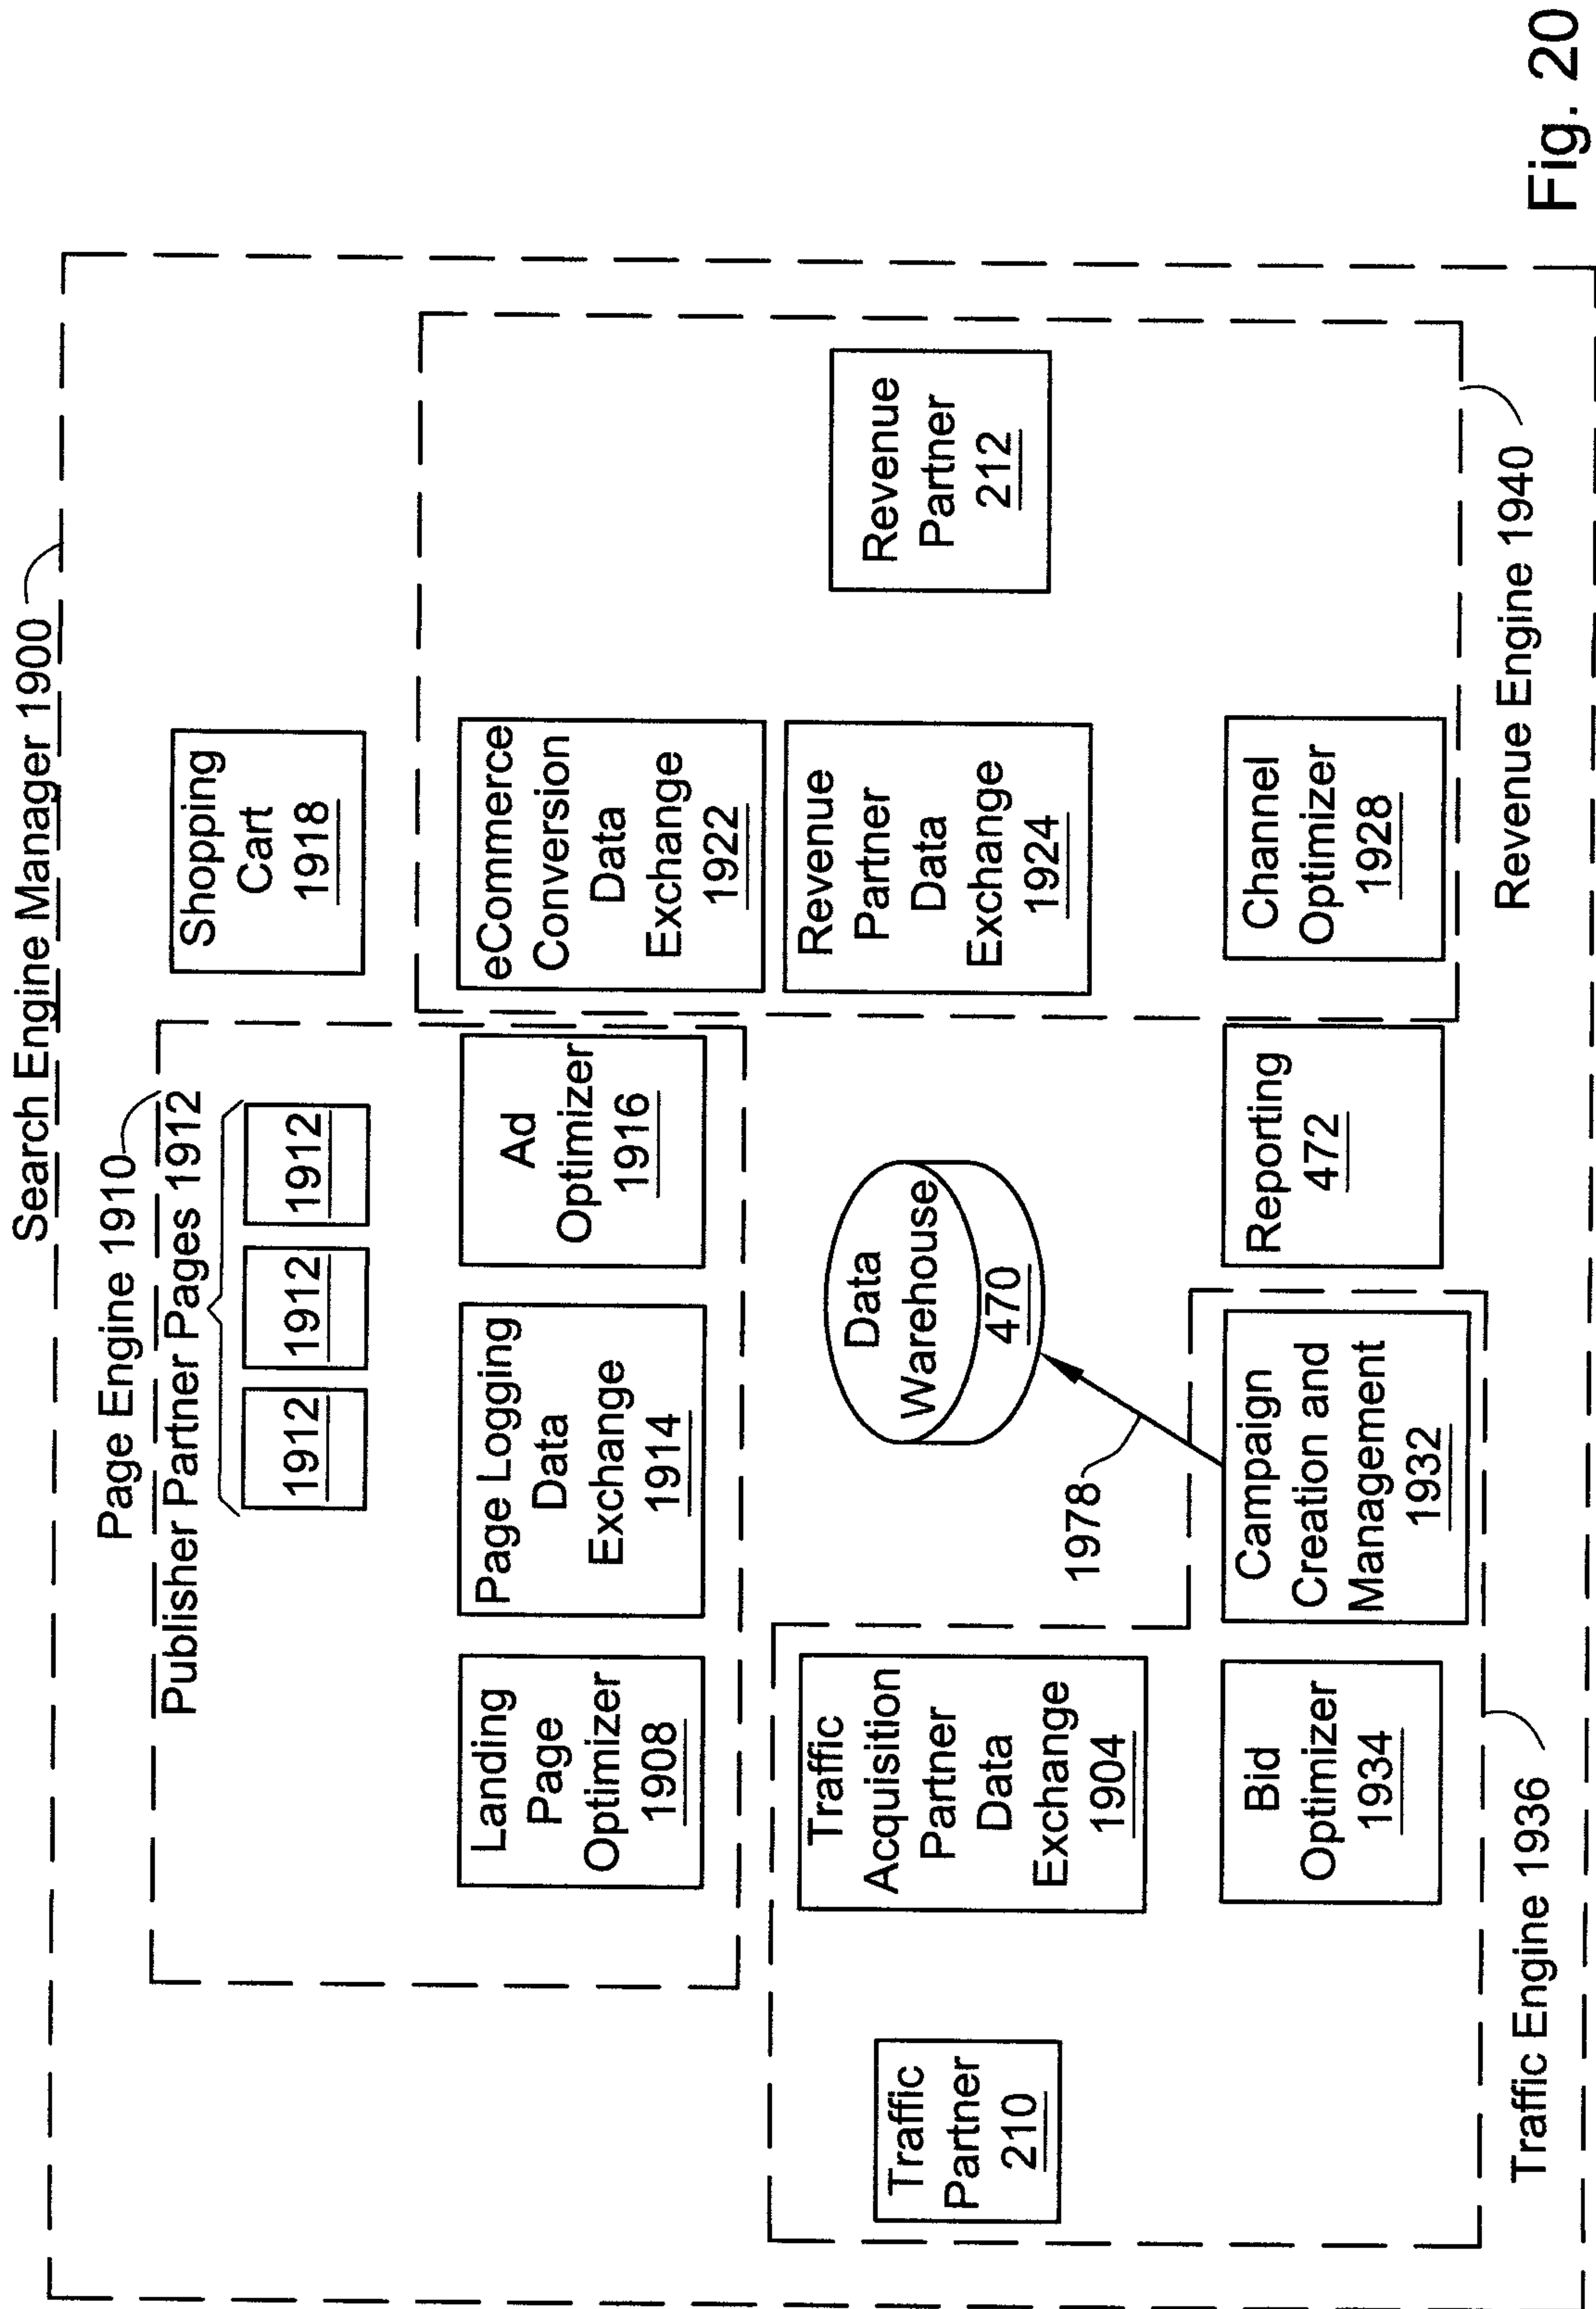 Search Engine Manager 1900
Page Engine 1910
Publisher Partner Pages 1912
1912
1912
1912
Shopping
Cart
1918
Landing
Page
Optimizer
1908
Page Logging
Data
Exchange
1914
Ad
Optimizer
1916
eCommerce
Conversion
Data
Exchange
1922
Traffic
Partner
210
Traffic
Acquisition
Partner
Data
Exchange
1904
Data
Warehouse
470
Revenue
Partner
Data
Exchange
1924
Revenue
Partner
212
1978
Bid
Optimizer
1934
Campaign
Creation and
Management
1932
Reporting
472
Channel
Optimizer
1928
Traffic Engine 1936
Revenue Engine 1940
Fig. 20